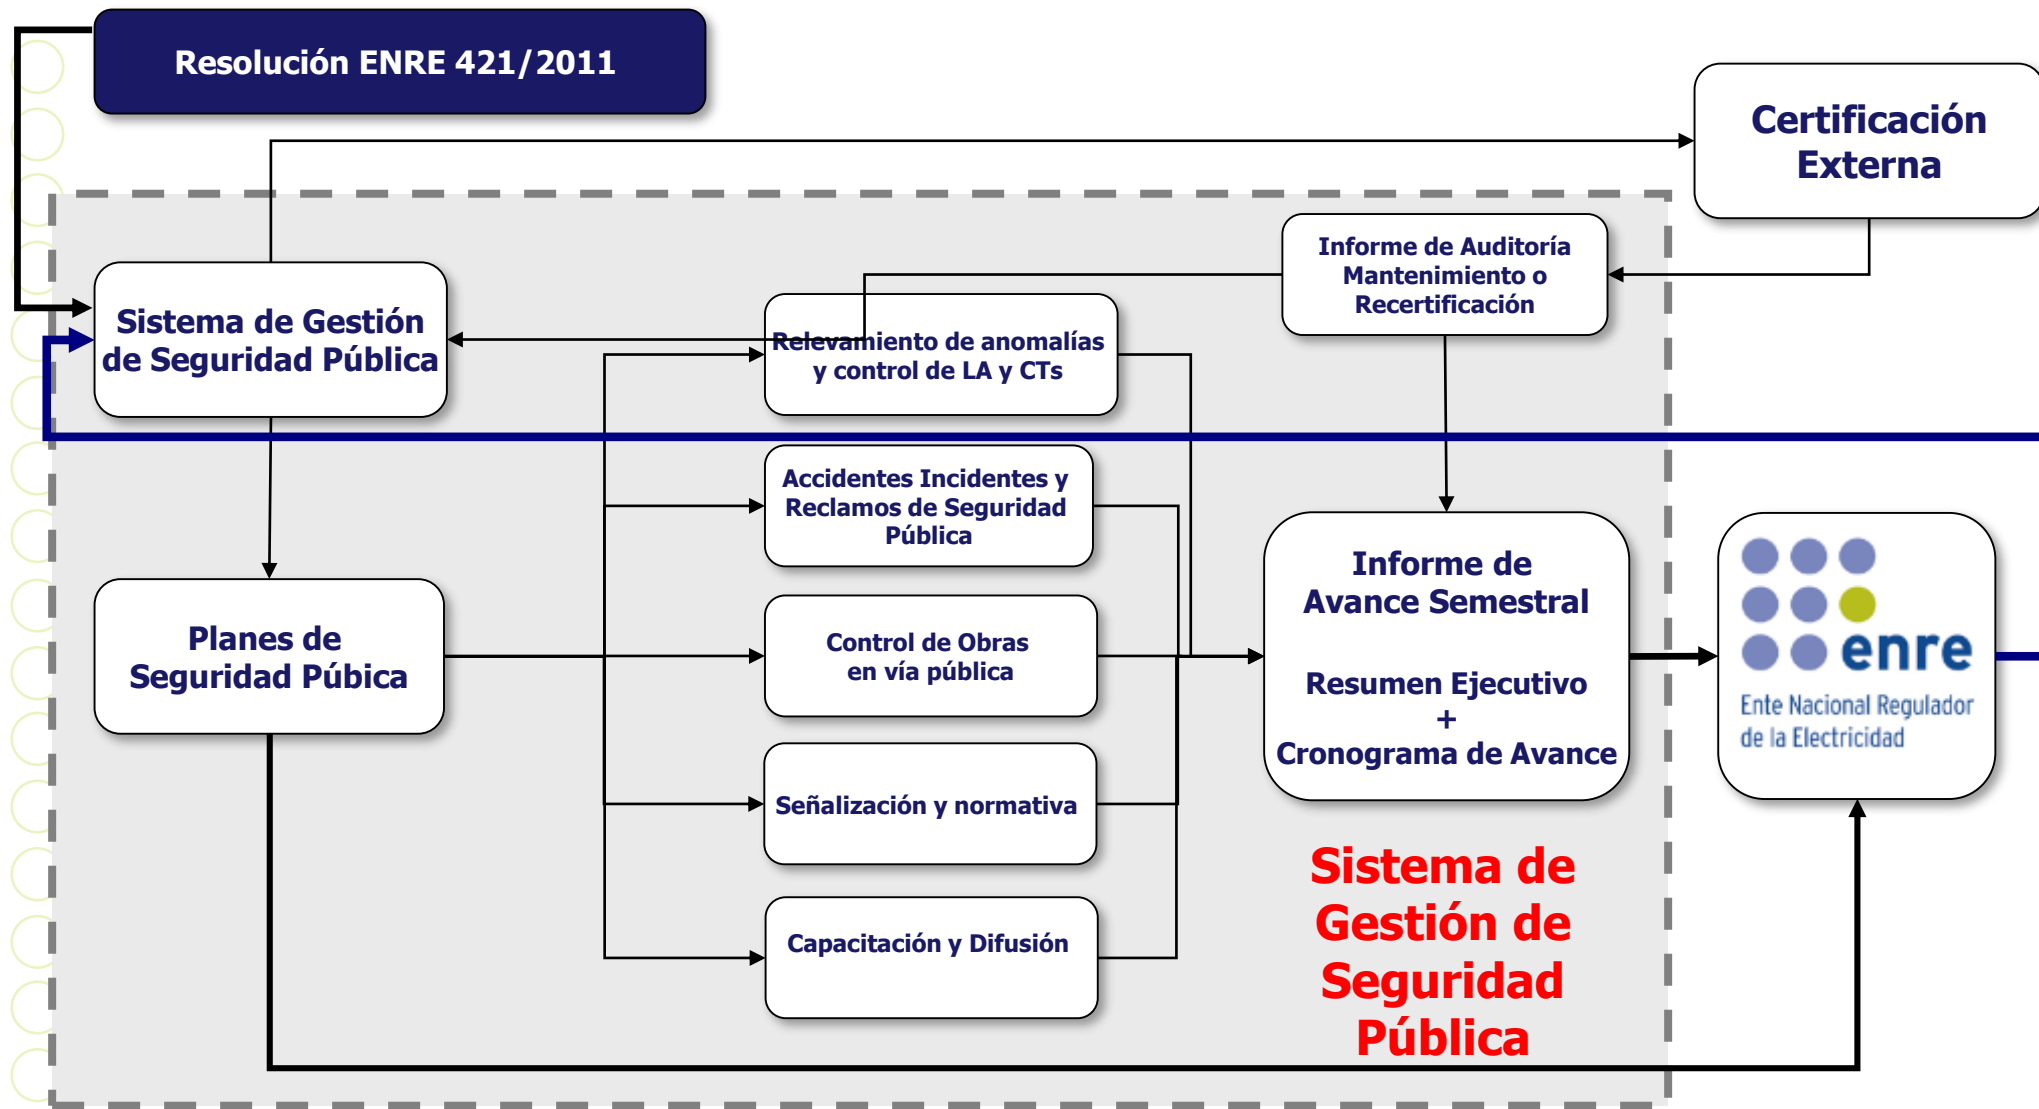 Resolución ENRE 421/2011
Certificación
Externa
Informe de Auditoría
Mantenimiento o
Recertificación
Sistema de Gestión
de Seguridad Pública
Relevamiento de anomalías
y control de LA y CTs
Accidentes Incidentes y
Reclamos de Seguridad
Pública
Planes de
Seguridad Púbica
Control de Obras
en vía pública
Señalización y normativa
Capacitación y Difusión
Informe de
Avance Semestral
Resumen Ejecutivo
+
Cronograma de Avance
enre
Ente Nacional Regulador
de la Electricidad
Sistema de
Gestión de
Seguridad
Pública